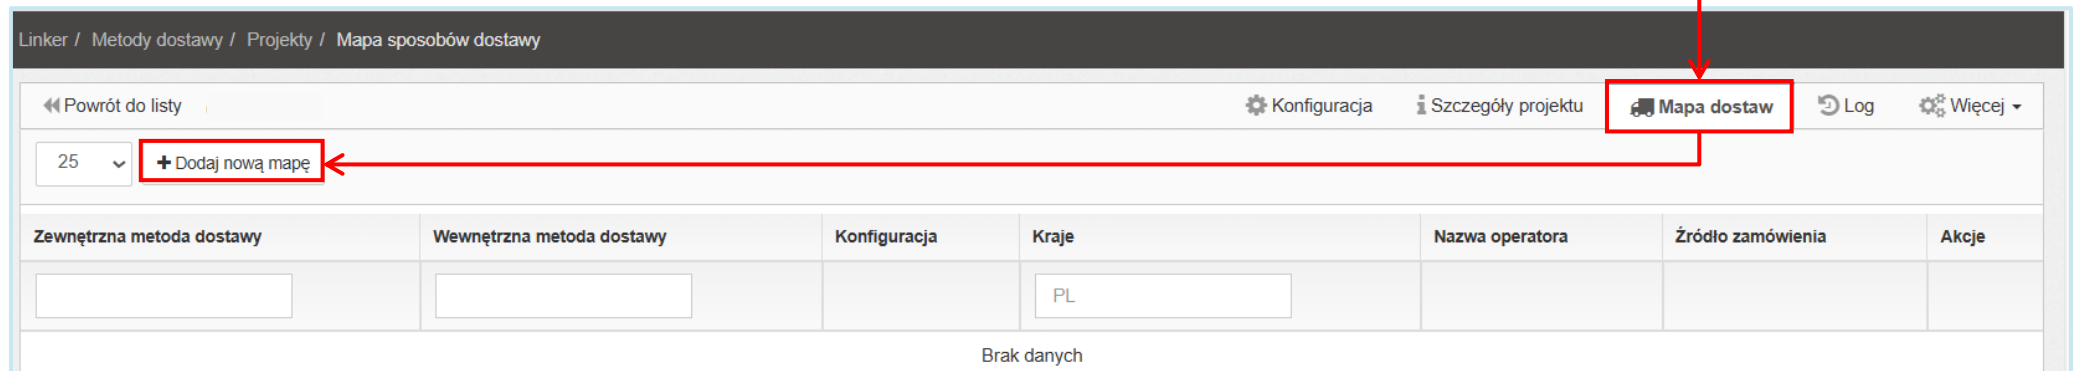 Linker / Metody dostawy / Projekty / Mapa sposobów dostawy
Powrót do listy Konfiguracja Szczegóły projektu Mapa dostaw Log Więcej
25 + Dodaj nową mapę
Zewnętrzna metoda dostawy Wewnętrzna metoda dostawy Konfiguracja Kraje Nazwa operatora Źródło zamówienia Akcje
PL
Brak danych